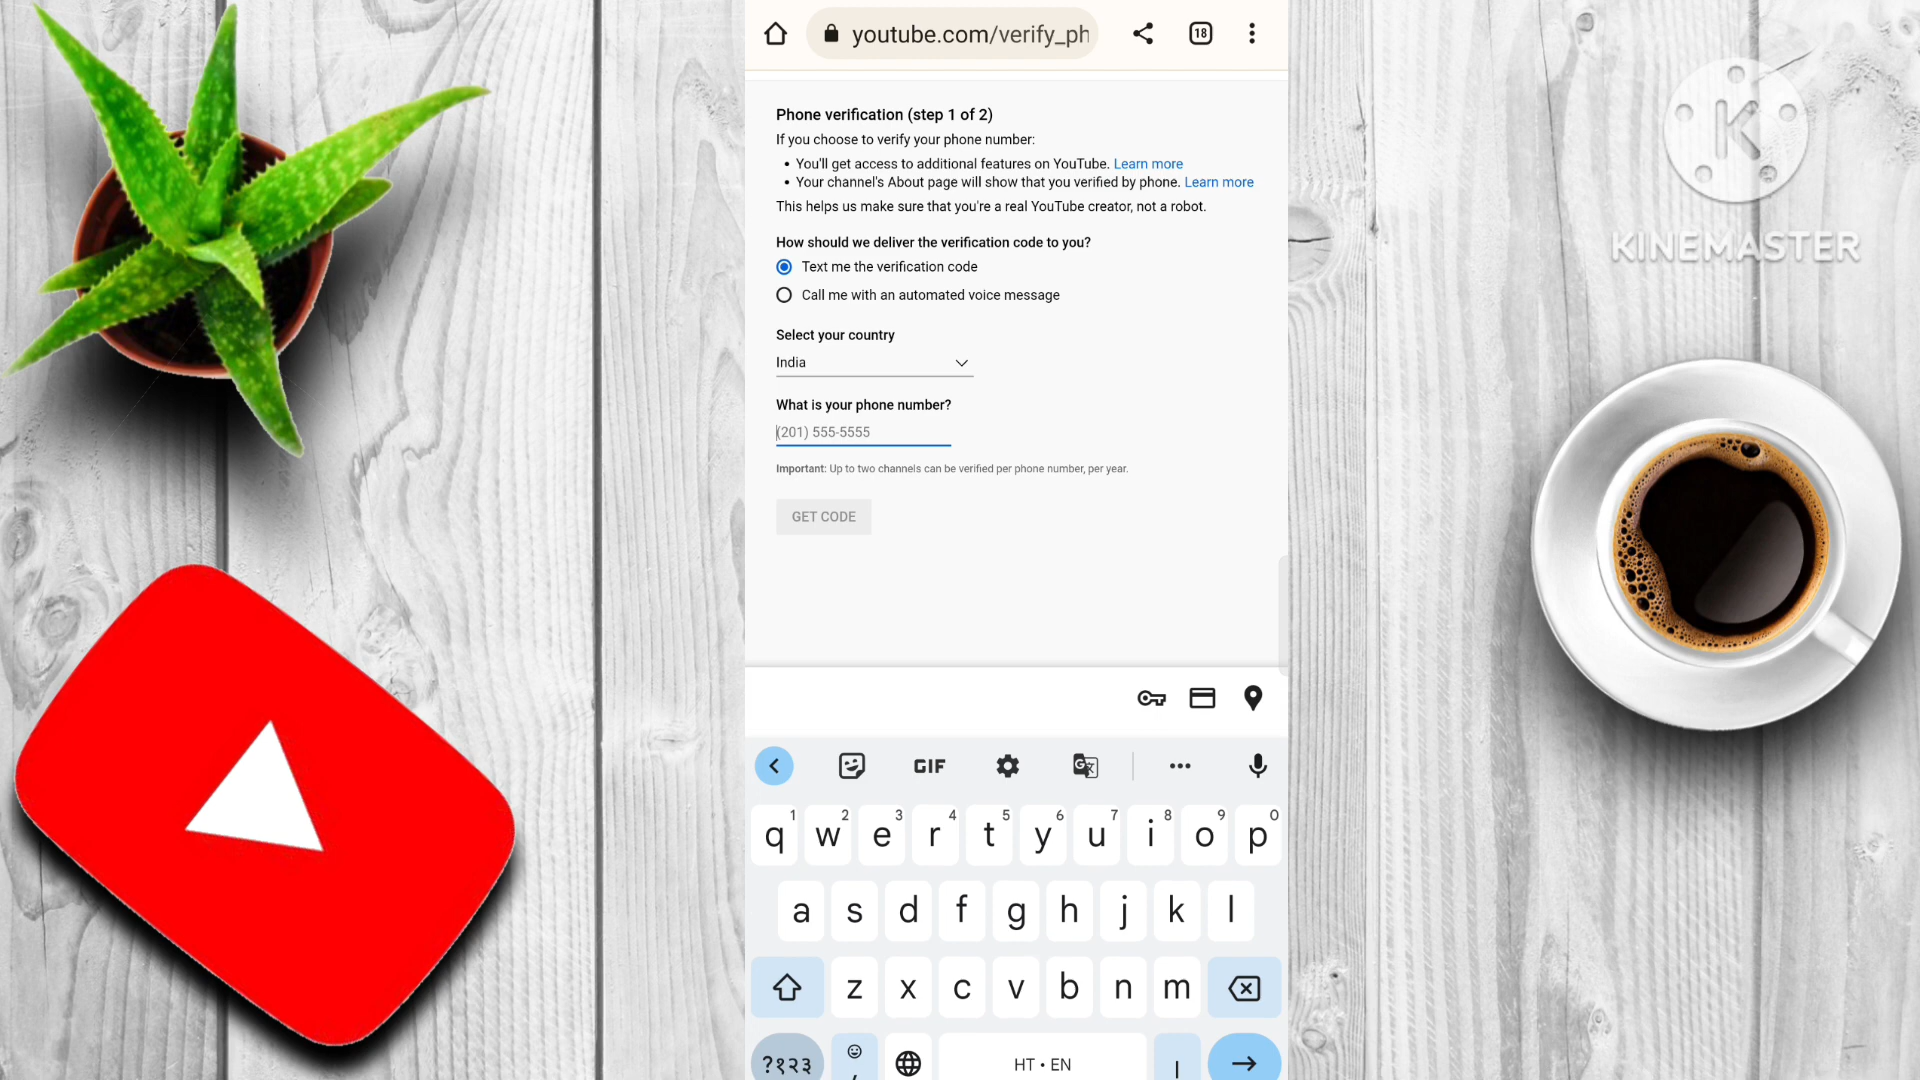 youtube.com/verify_ph
18
Phone verification (step 1 of 2)
If you choose to verify your phone number:
• You'll get access to additional features on YouTube. Learn more
• Your channel's About page will show that you verified by phone. Learn more
This helps us make sure that you're a real YouTube creator, not a robot.
How should we deliver the verification code to you?
Text me the verification code
Call me with an automated voice message
Select your country
India
What is your phone number?
(201) 555-5555
Important: Up to two channels can be verified per phone number, per year.
GET CODE
K
KINEMASTER
GIF
1 2 3 4 5 6 7 8 9 0
q w e r t y u i o p
a s d f g h j k l
z x c v b n m
?१२३
HT • EN